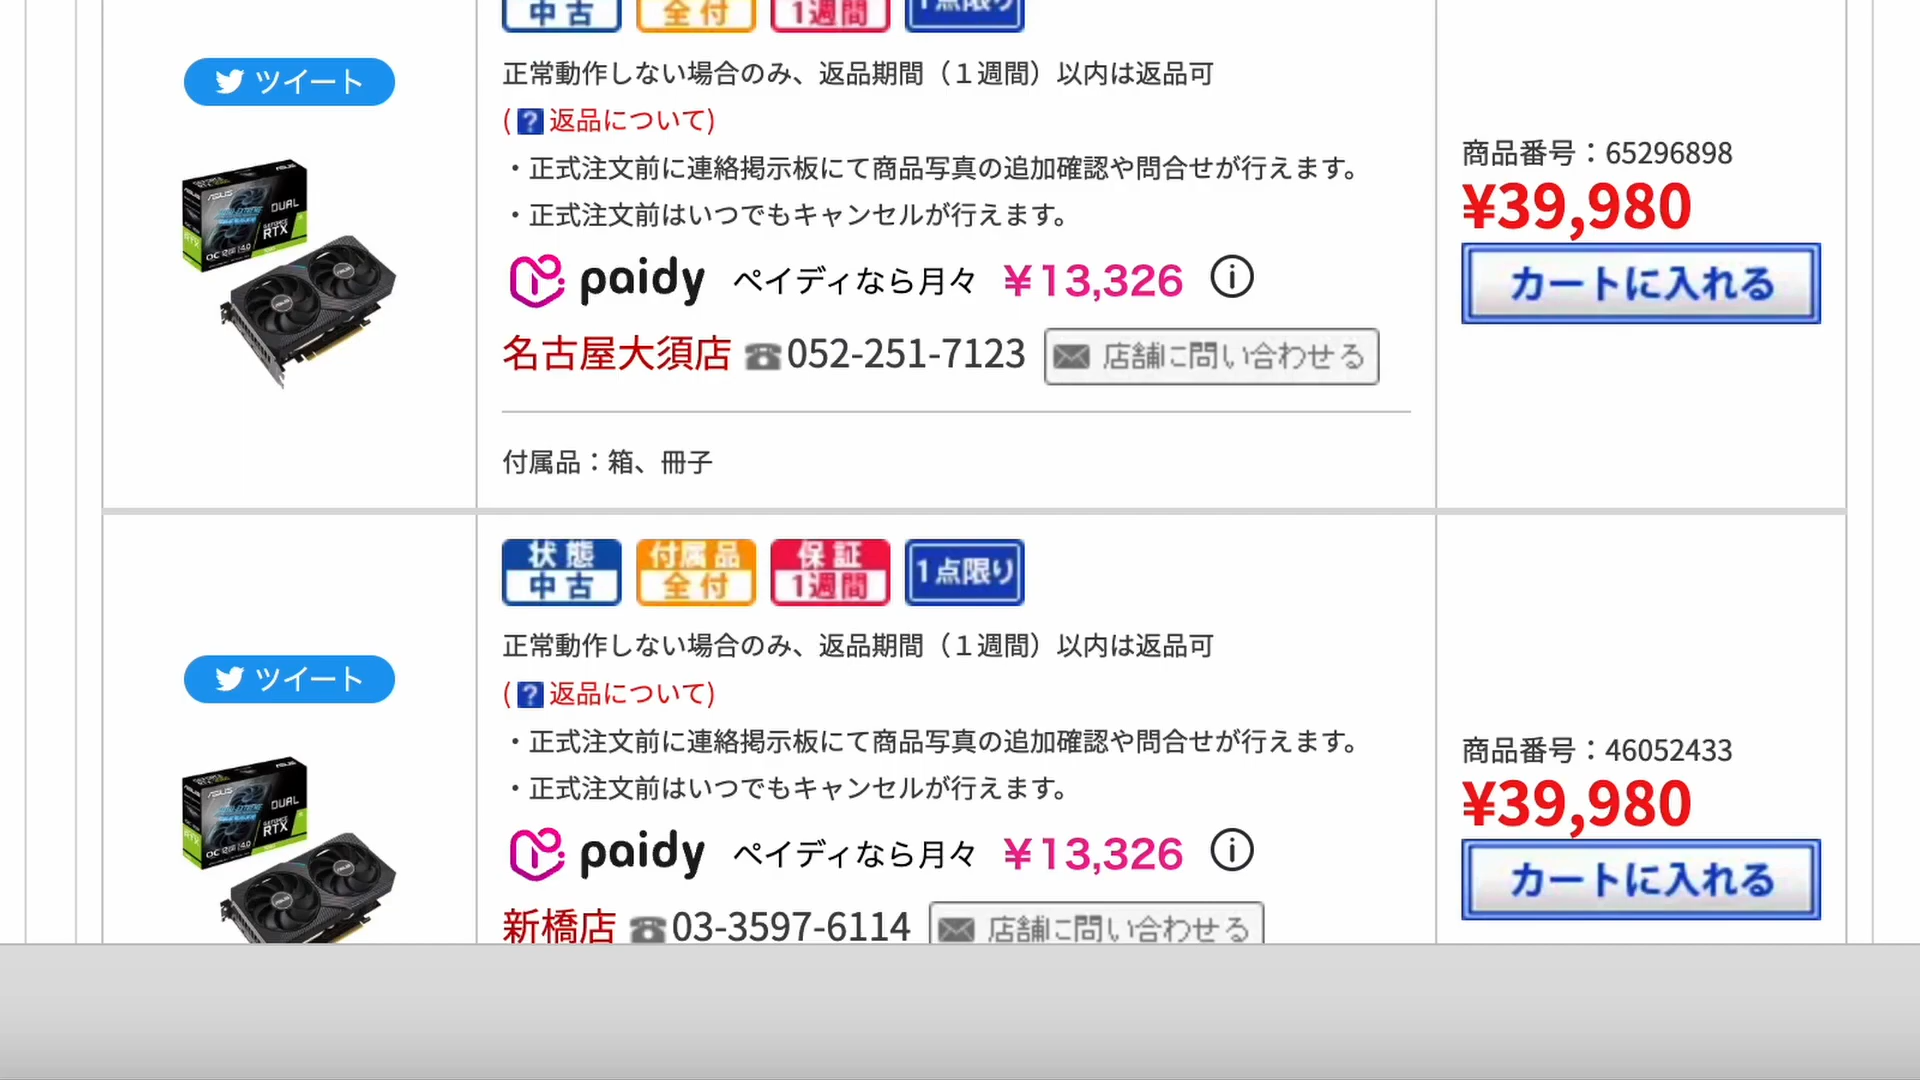 中古 全付 1週間 1点限り
ツイート
正常動作しない場合のみ、返品期間（１週間）以内は返品可
(?返品について)
・正式注文前に連絡掲示板にて商品写真の追加確認や問合せが行えます。
・正式注文前はいつでもキャンセルが行えます。
paidy ペイディなら月々 ￥13,326
名古屋大須店 052-251-7123 店舗に問い合わせる
付属品：箱、冊子
商品番号：65296898
¥39,980
カートに入れる
ASUS
DUAL
GEFORCE
RTX
状態 中古 付属品 全付 保証 1週間 1点限り
ツイート
正常動作しない場合のみ、返品期間（１週間）以内は返品可
(?返品について)
・正式注文前に連絡掲示板にて商品写真の追加確認や問合せが行えます。
・正式注文前はいつでもキャンセルが行えます。
paidy ペイディなら月々 ￥13,326
新橋店 03-3597-6114 店舗に問い合わせる
商品番号：46052433
¥39,980
カートに入れる
ASUS
DUAL
GEFORCE
RTX